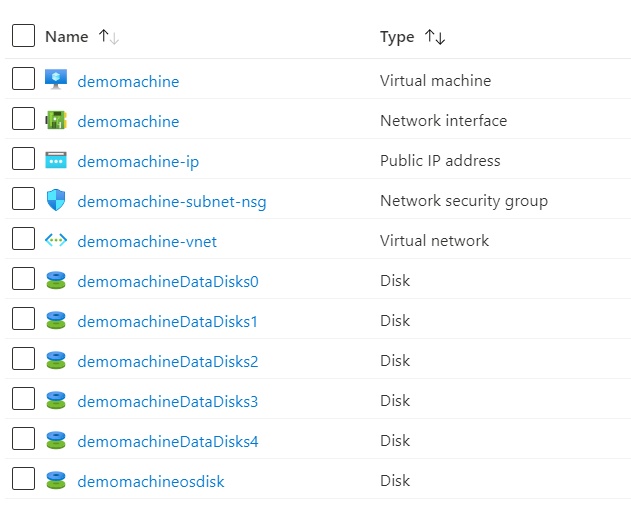 Name ↑↓ Type ↑↓
demomachine Virtual machine
demomachine Network interface
demomachine-ip Public IP address
demomachine-subnet-nsg Network security group
demomachine-vnet Virtual network
demomachineDataDisks0 Disk
demomachineDataDisks1 Disk
demomachineDataDisks2 Disk
demomachineDataDisks3 Disk
demomachineDataDisks4 Disk
demomachineosdisk Disk